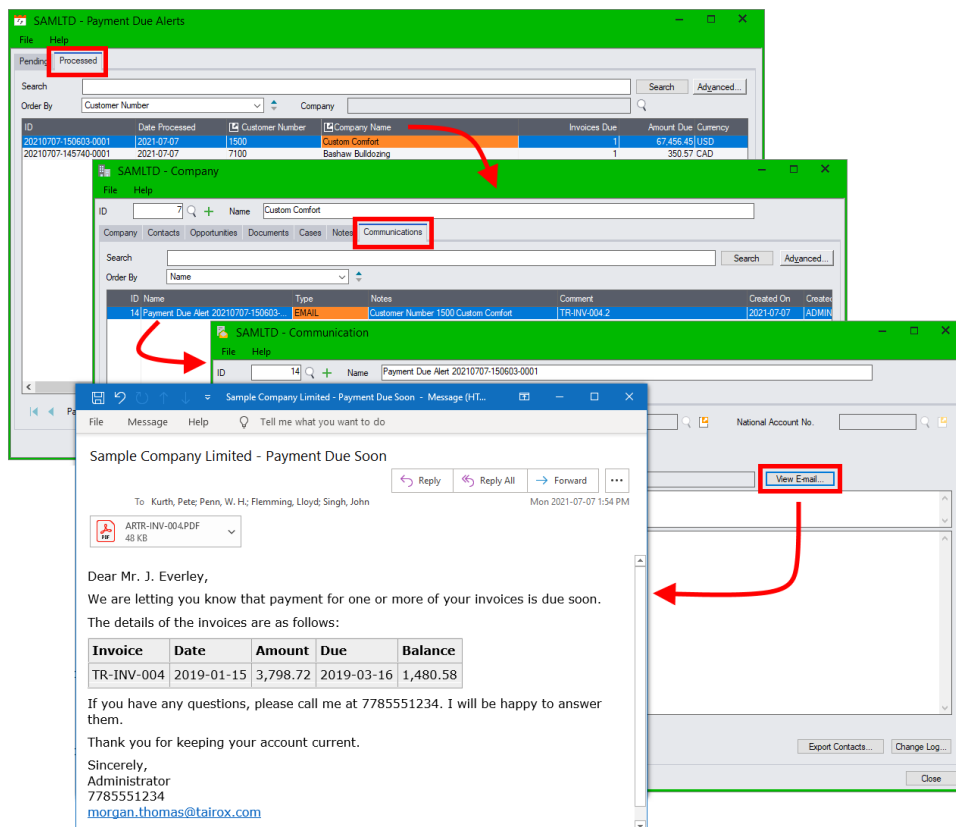 SAMLTD - Payment Due Alerts
File Help
Pending Processed
Search Search Advanced...
Order By Customer Number Company
ID Date Processed Customer Number Company Name Invoices Due Amount Due Currency
20210707-150603-0001 2021-07-07 1500 Custom Comfort 1 67,456.45 USD
20210707-145740-0001 2021-07-07 7100 Bashaw Bulldozing 1 350.57 CAD
SAMLTD - Company
File Help
ID 7 Name Custom Comfort
Company Contacts Opportunities Documents Cases Notes Communications
Search Search Advanced...
Order By Name
ID Name Type Notes Comment Created On Created
14 Payment Due Alert 20210707-150603-... EMAIL Customer Number 1500 Custom Comfort TR-INV-004.2 2021-07-07 ADMIN
SAMLTD - Communication
File Help
ID 14 Name Payment Due Alert 20210707-150603-0001
National Account No.
View E-mail...
Export Contacts... Change Log...
Close
Sample Company Limited - Payment Due Soon - Message (HT...
File Message Help Tell me what you want to do
Sample Company Limited - Payment Due Soon
Reply Reply All Forward ...
To Kurth, Pete; Penn, W. H.; Flemming, Lloyd; Singh, John Mon 2021-07-07 1:54 PM
PDF
ARTR-INV-004.PDF
48 KB
Dear Mr. J. Everley,
We are letting you know that payment for one or more of your invoices is due soon.
The details of the invoices are as follows:
Invoice Date Amount Due Balance
TR-INV-004 2019-01-15 3,798.72 2019-03-16 1,480.58
If you have any questions, please call me at 7785551234. I will be happy to answer
them.
Thank you for keeping your account current.
Sincerely,
Administrator
7785551234
morgan.thomas@tairox.com